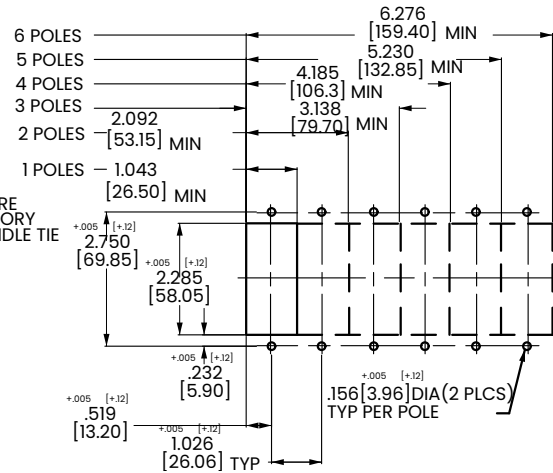 6.276
[159.40] MIN
6 POLES
5.230
[132.85] MIN
5 POLES
4.185
[106.3] MIN
4 POLES
3.138
[79.70] MIN
3 POLES
2.092
[53.15] MIN
2 POLES
1 POLES
1.043
[26.50] MIN
RE
ORY
NDLE TIE
+.005 [+.12]
2.750
[69.85]
+.005 [+.12]
2.285
[58.05]
+.005 [+.12]
.232
[5.90]
+.005 [+.12]
.156[3.96]DIA(2 PLCS)
TYP PER POLE
+.005 [+.12]
.519
[13.20]
+.005 [+.12]
1.026
[26.06] TYP